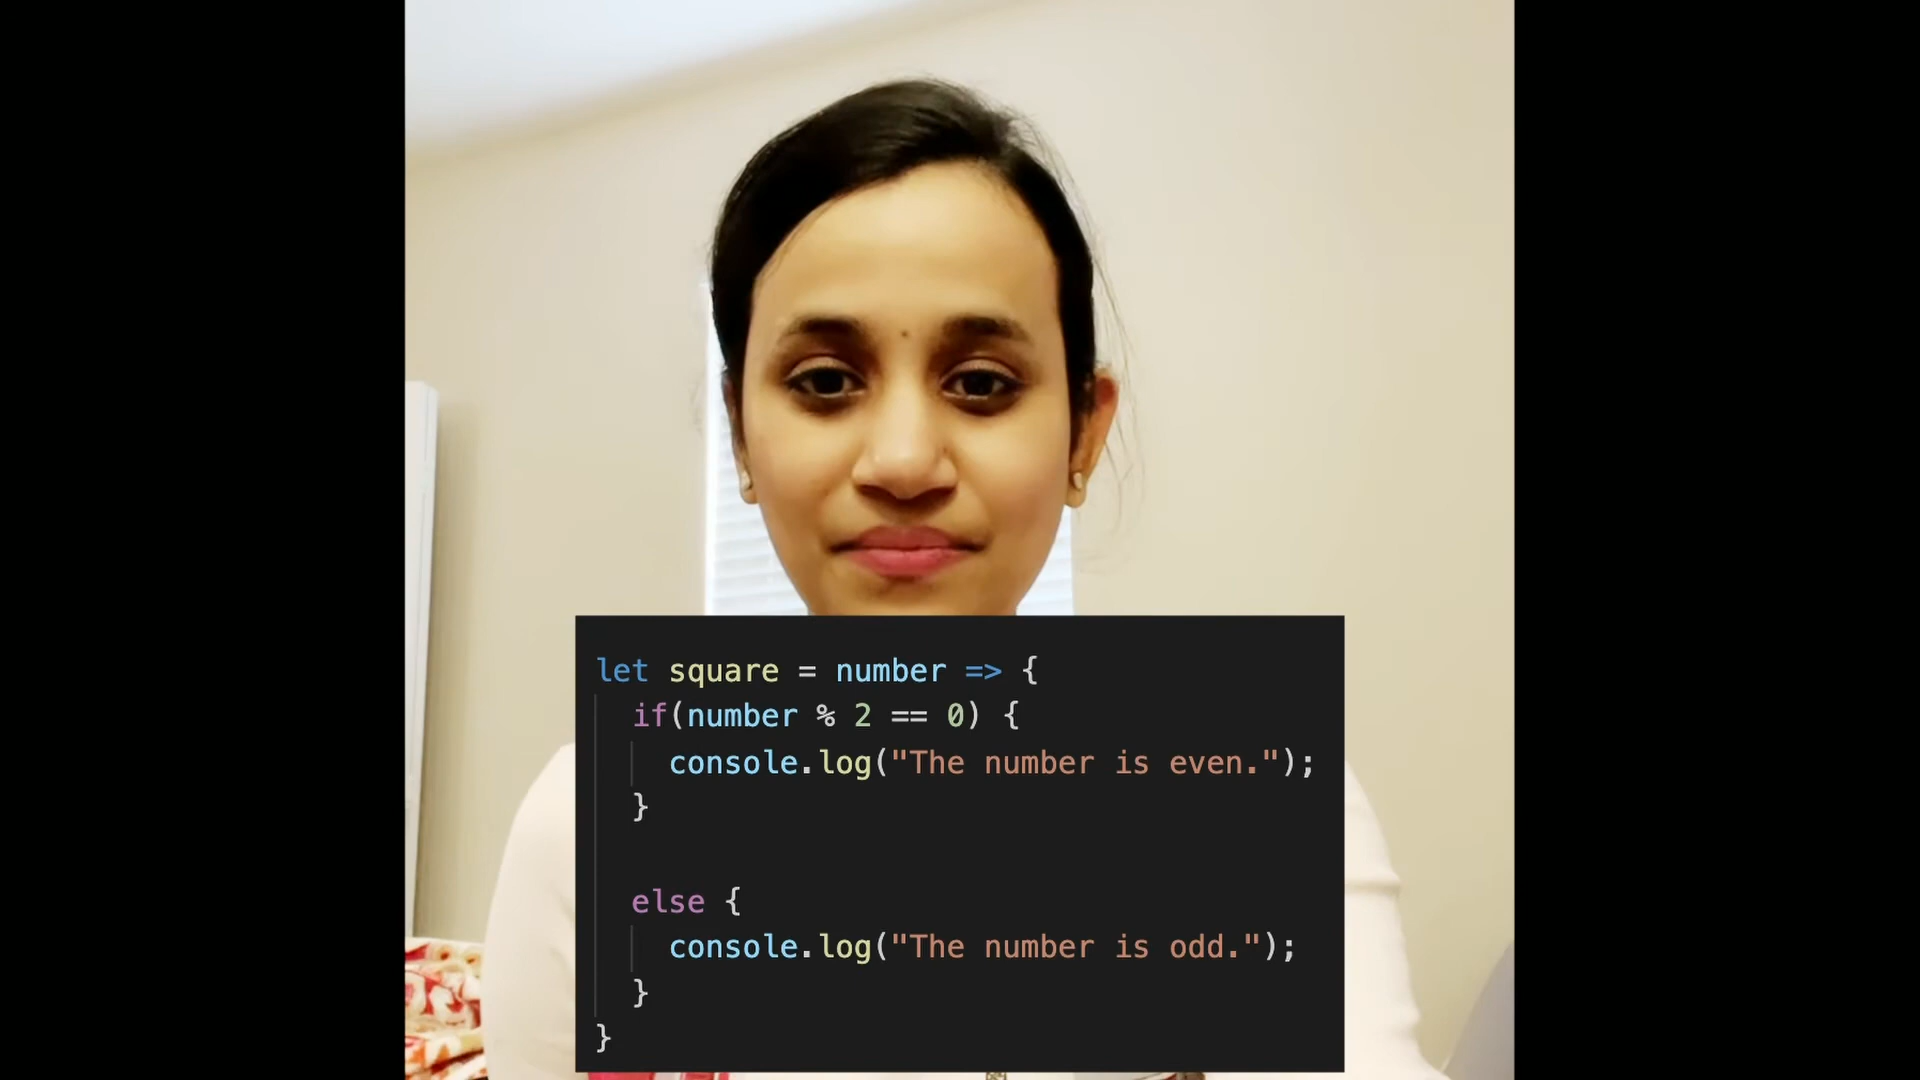 let square = number => {
if(number % 2 == 0) {
console.log("The number is even.");
}
else {
console.log("The number is odd.");
}
}